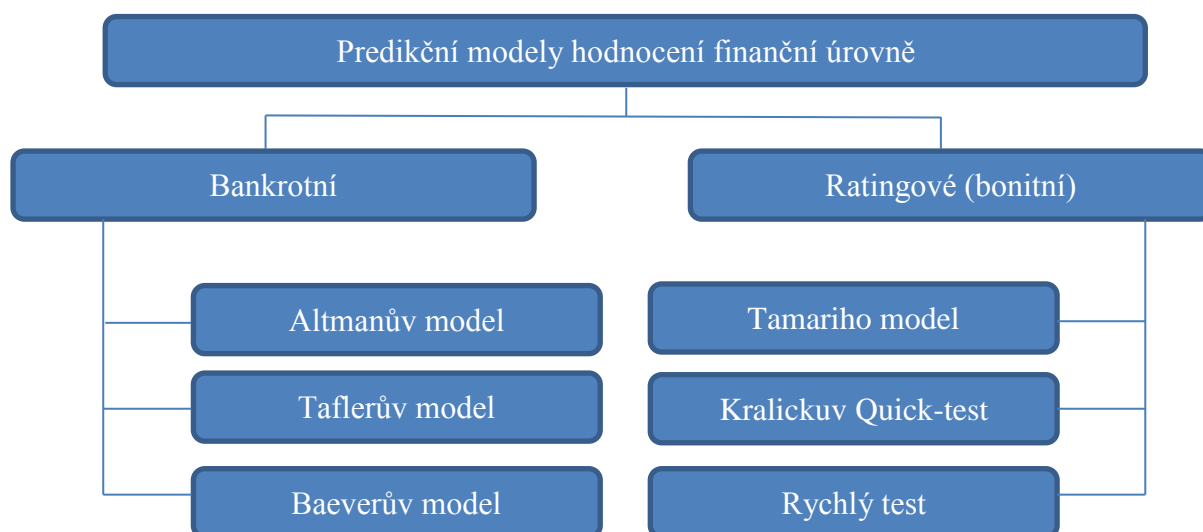 Predikční modely hodnocení finanční úrovně
Bankrotní
Ratingové (bonitní)
Altmanův model
Tamariho model
Taflerův model
Kralickuv Quick-test
Baeverův model
Rychlý test